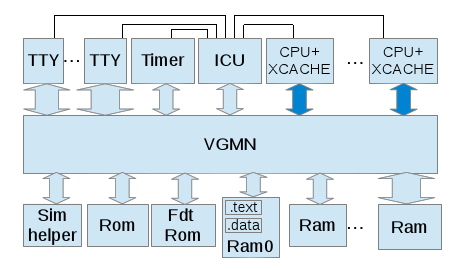 TTY ... TTY Timer ICU CPU+ ... CPU+
XCACHE XCACHE
VGMN
Sim Rom Fdt .text Ram ... Ram
helper Rom .data
Ram0